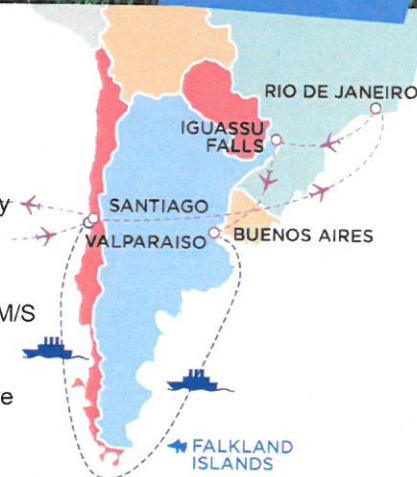 RIO DE JANEIRO
IGUASSU
FALLS
y
SANTIAGO
VALPARAISO
BUENOS AIRES
M/S
e
FALKLAND
ISLANDS